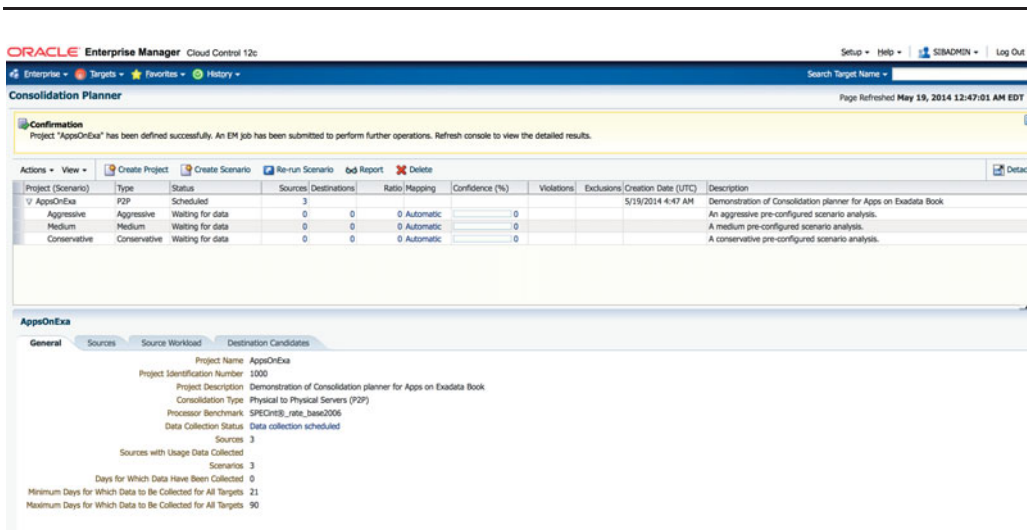 ORACLE Enterprise Manager Cloud Control 12c
Setup Help SIBADMIN Log Out
Enterprise Targets Favorites History Search Target Name
Consolidation Planner Page Refreshed May 19, 2014 12:47:01 AM EDT
Confirmation
Project "AppsOnExa" has been defined successfully. An EM job has been submitted to perform further operations. Refresh console to view the detailed results.
Actions View Create Project Create Scenario Re-run Scenario Report Delete Detac
Project (Scenario) Type Status Sources Destinations Ratio Mapping Confidence (%) Violations Exclusions Creation Date (UTC) Description
AppsOnExa P2P Scheduled 3 5/19/2014 4:47 AM Demonstration of Consolidation planner for Apps on Exadata Book
Aggressive Aggressive Waiting for data 0 0 0 Automatic 0 An aggressive pre-configured scenario analysis.
Medium Medium Waiting for data 0 0 0 Automatic 0 A medium pre-configured scenario analysis.
Conservative Conservative Waiting for data 0 0 0 Automatic 0 A conservative pre-configured scenario analysis.
AppsOnExa
General Sources Source Workload Destination Candidates
Project Name AppsOnExa
Project Identification Number 1000
Project Description Demonstration of Consolidation planner for Apps on Exadata Book
Consolidation Type Physical to Physical Servers (P2P)
Processor Benchmark SPECint®_rate_base2006
Data Collection Status Data collection scheduled
Sources 3
Sources with Usage Data Collected
Scenarios 3
Days for Which Data Have Been Collected 0
Minimum Days for Which Data to Be Collected for All Targets 21
Maximum Days for Which Data to Be Collected for All Targets 90